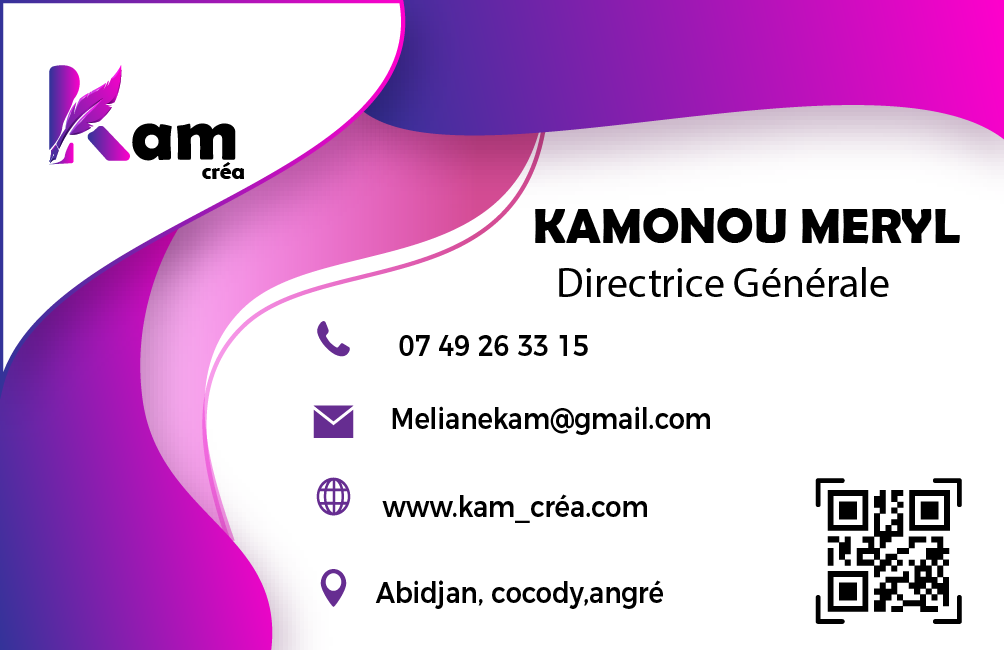 Kam
créa
KAMONOU MERYL
Directrice Générale
07 49 26 33 15
Melianekam@gmail.com
www.kam_créa.com
Abidjan, cocody,angré